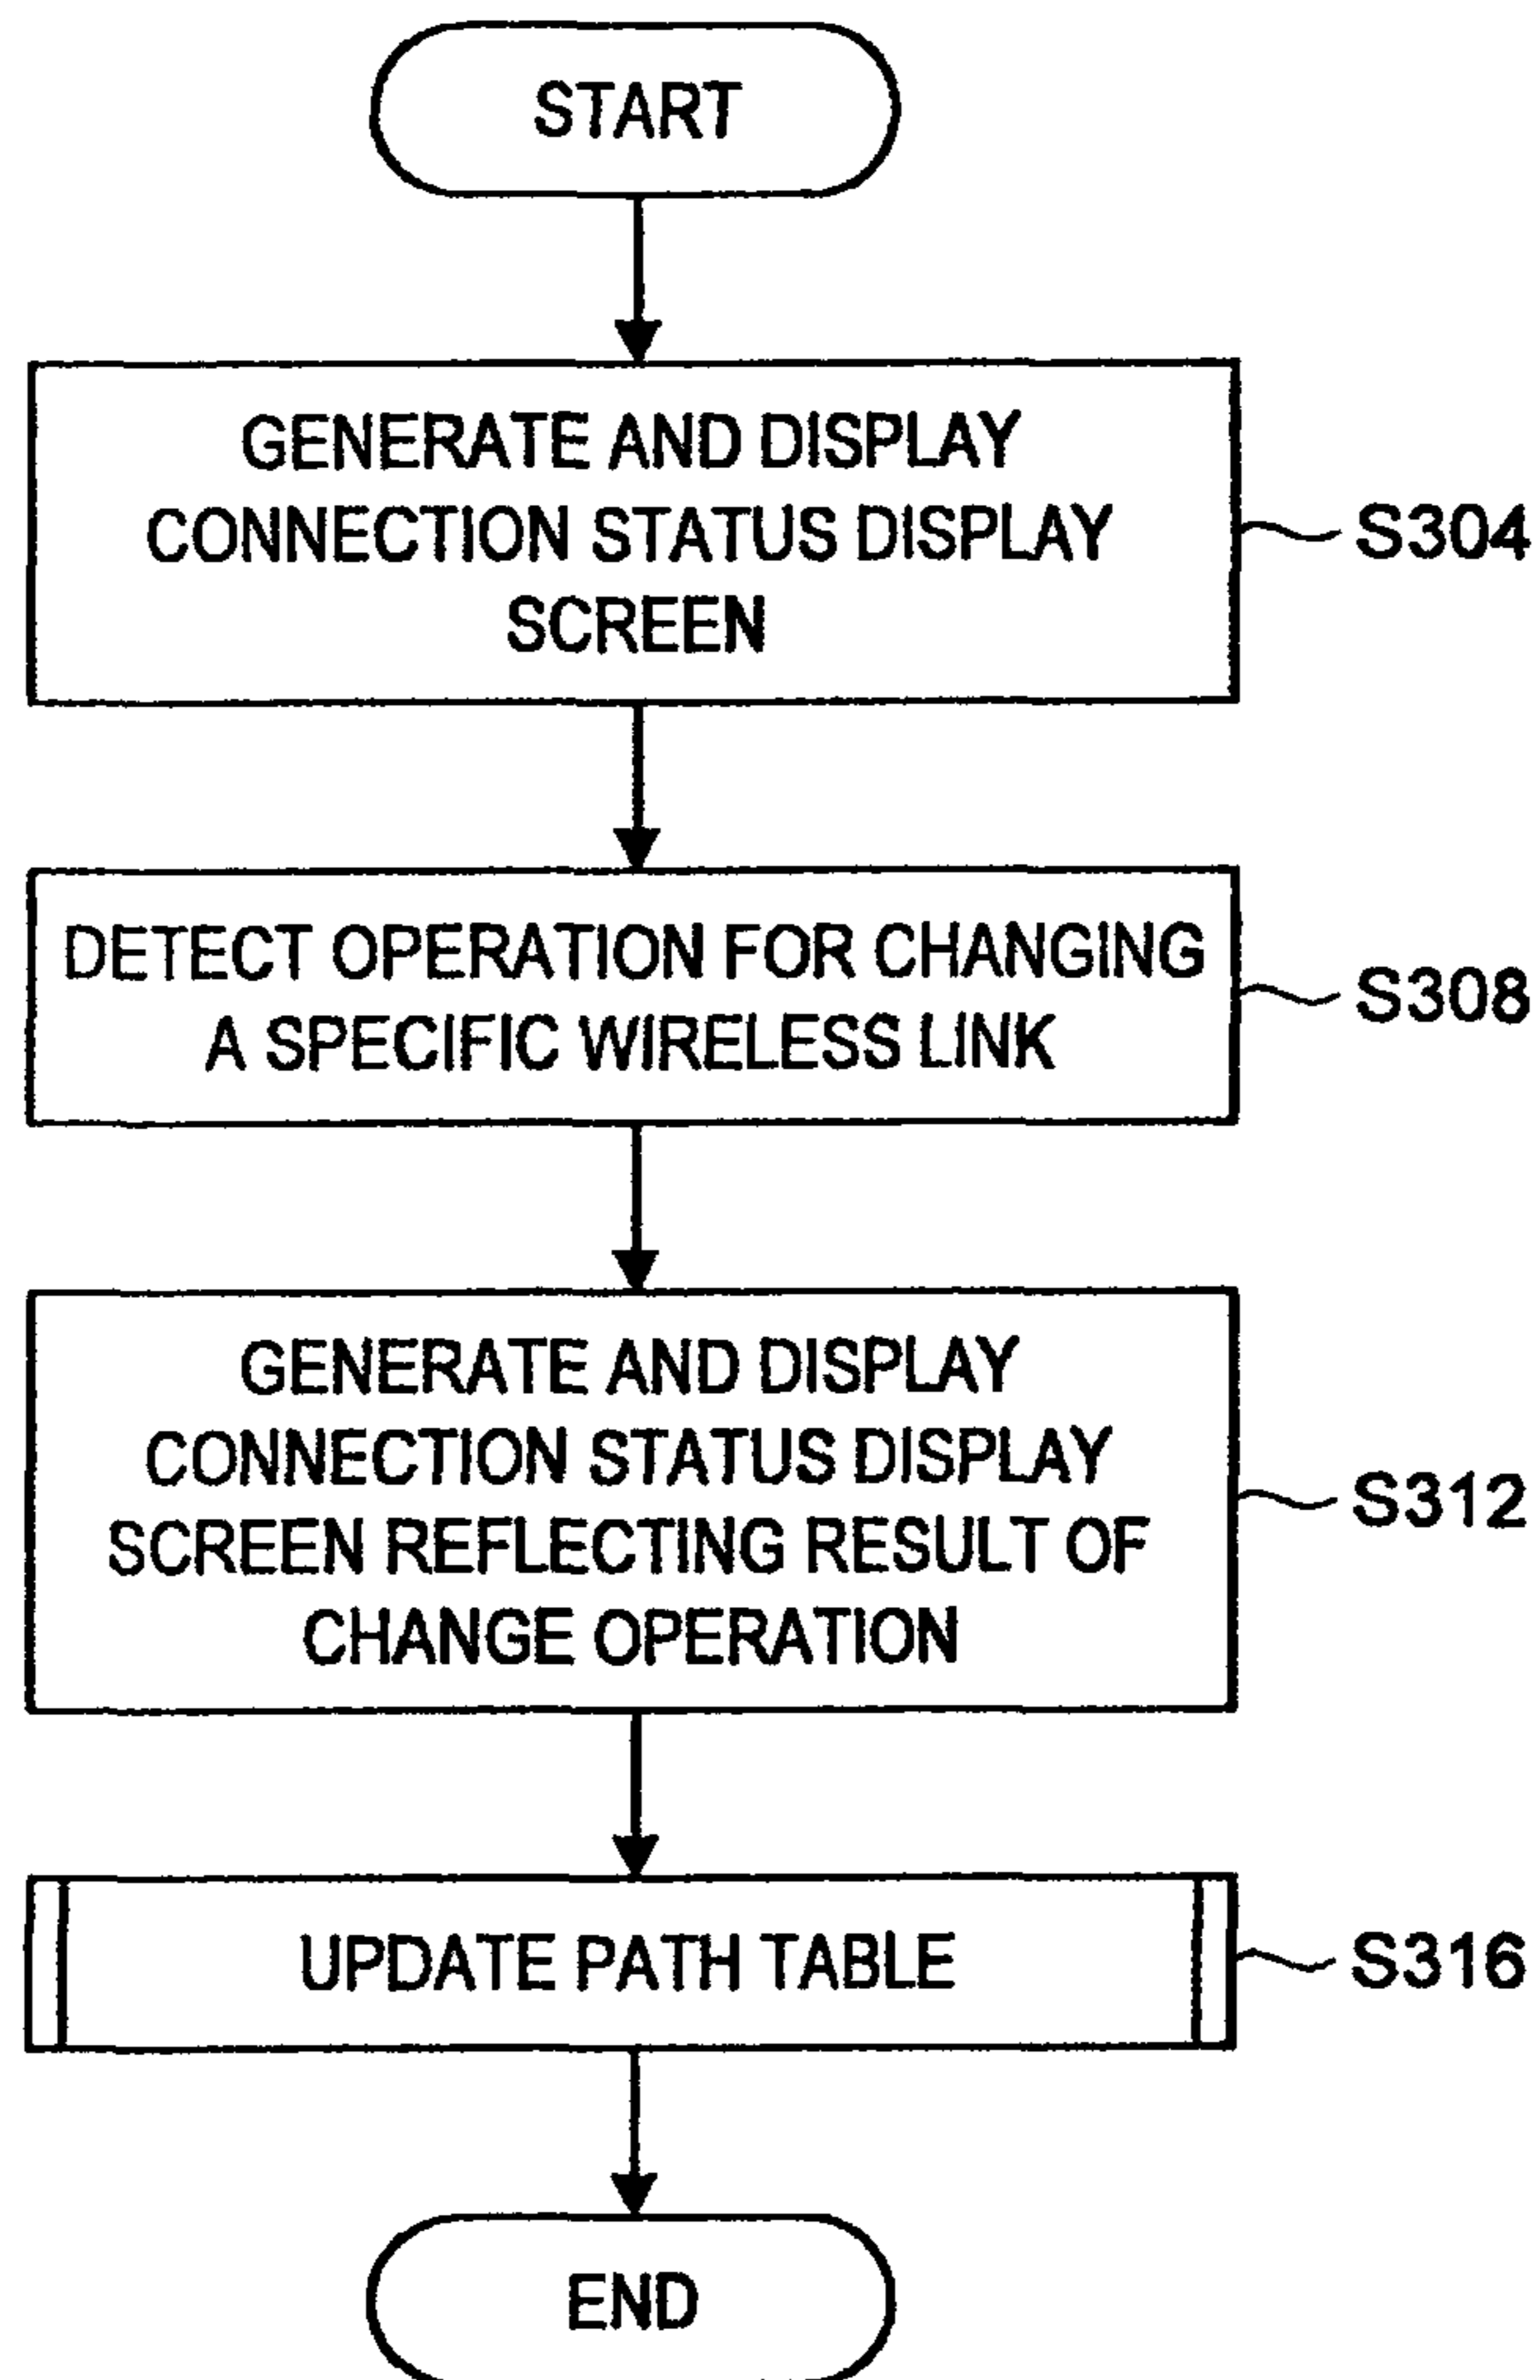 START
GENERATE AND DISPLAY
CONNECTION STATUS DISPLAY
SCREEN
S304
DETECT OPERATION FOR CHANGING
A SPECIFIC WIRELESS LINK
S308
GENERATE AND DISPLAY
CONNECTION STATUS DISPLAY
SCREEN REFLECTING RESULT OF
CHANGE OPERATION
S312
UPDATE PATH TABLE
S316
END